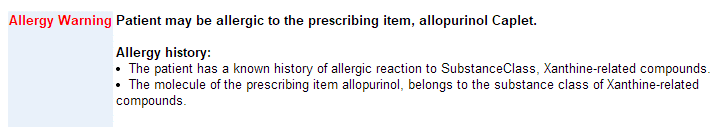 Allergy Warning Patient may be allergic to the prescribing item, allopurinol Caplet.
Allergy history:
• The patient has a known history of allergic reaction to SubstanceClass, Xanthine-related compounds.
• The molecule of the prescribing item allopurinol, belongs to the substance class of Xanthine-related
compounds.